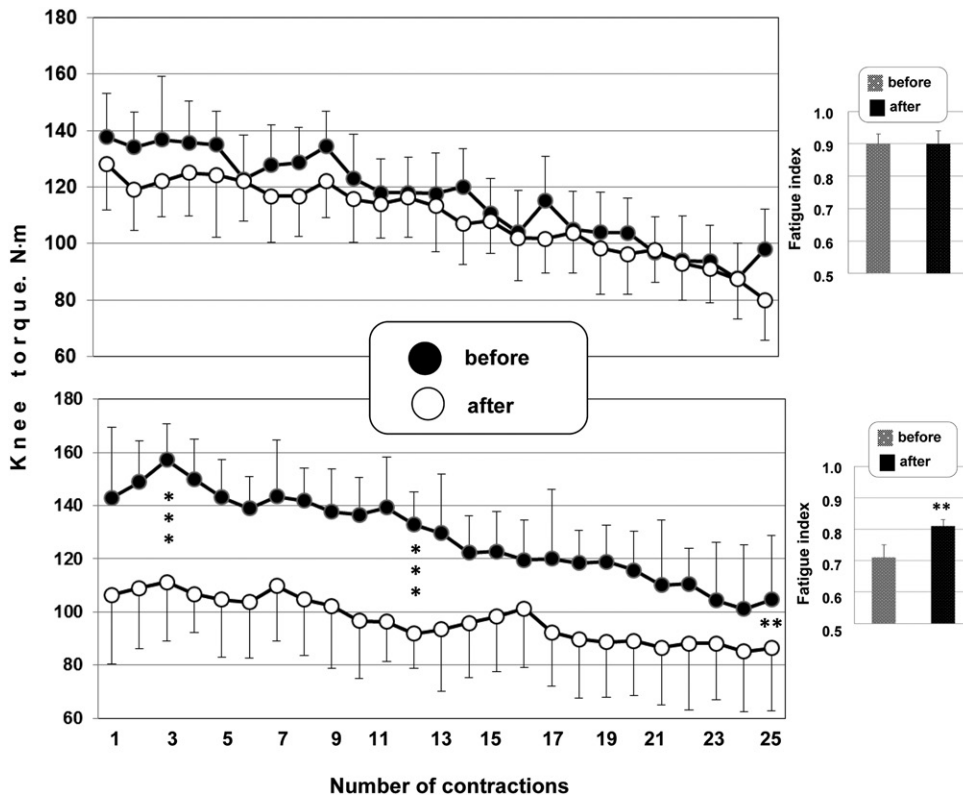 Knee torque. N·m
180
160
140
120
100
80
60
before
after
Fatigue index
1.0
0.9
0.8
0.7
0.6
0.5
before
after
180
160
140
120
100
80
60
***
***
**
1 3 5 7 9 11 13 15 17 19 21 23 25
Number of contractions
before
after
Fatigue index
1.0
0.9
0.8
0.7
0.6
0.5
**